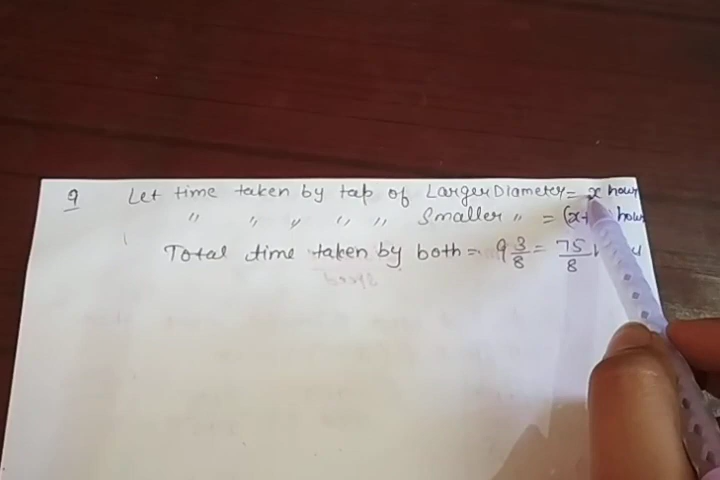 9 Let time taken by tap of Larger Diameter = x hour
" " " " " Smaller " = (x+ hour
Total time taken by both = 9 3/8 = 75/8